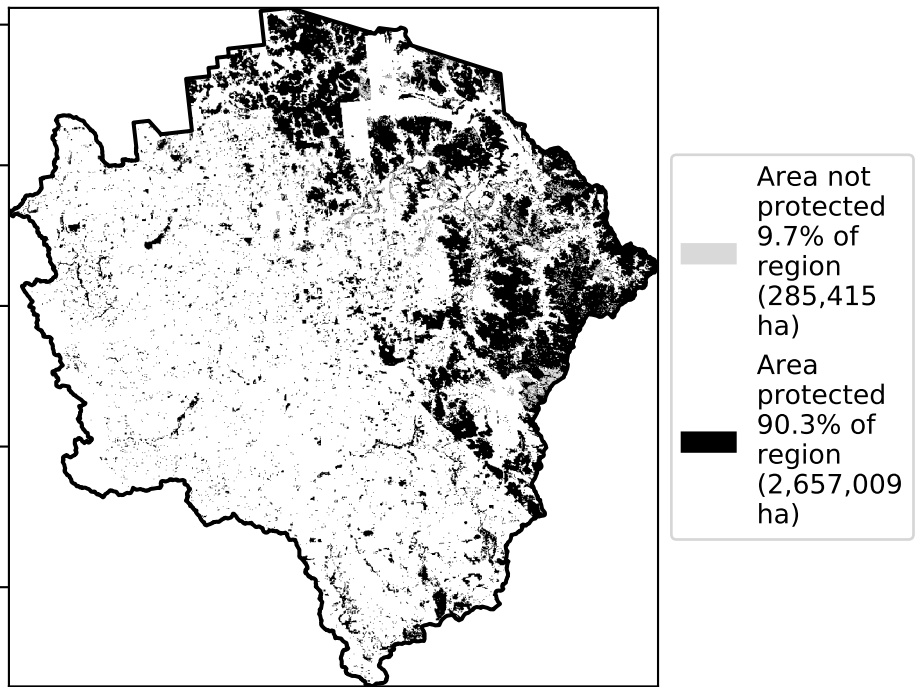 Area not
protected
9.7% of
region
(285,415
ha)
Area
protected
90.3% of
region
(2,657,009
ha)